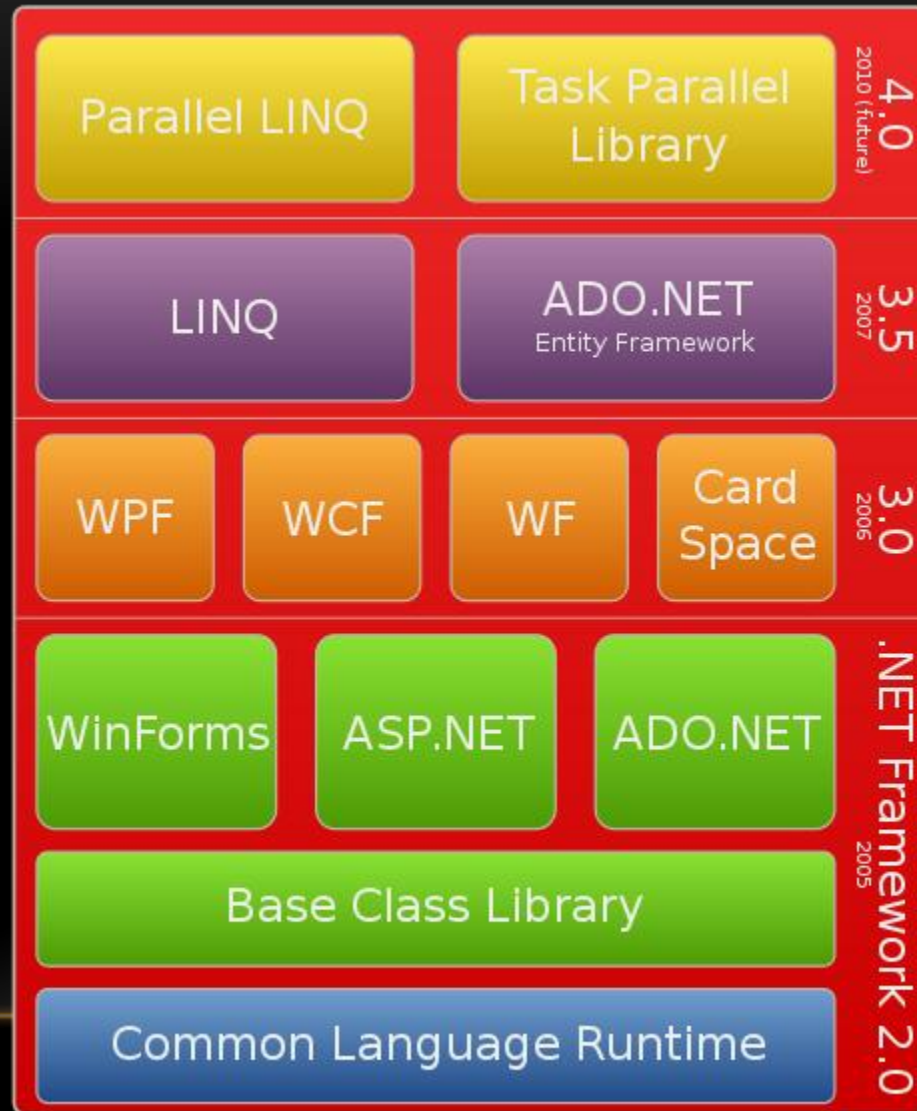 Parallel LINQ
Task Parallel
Library
4.0
2010 (future)
LINQ
ADO.NET
Entity Framework
3.5
2007
WPF
WCF
WF
Card
Space
3.0
2006
WinForms
ASP.NET
ADO.NET
Base Class Library
Common Language Runtime
.NET Framework 2.0
2005